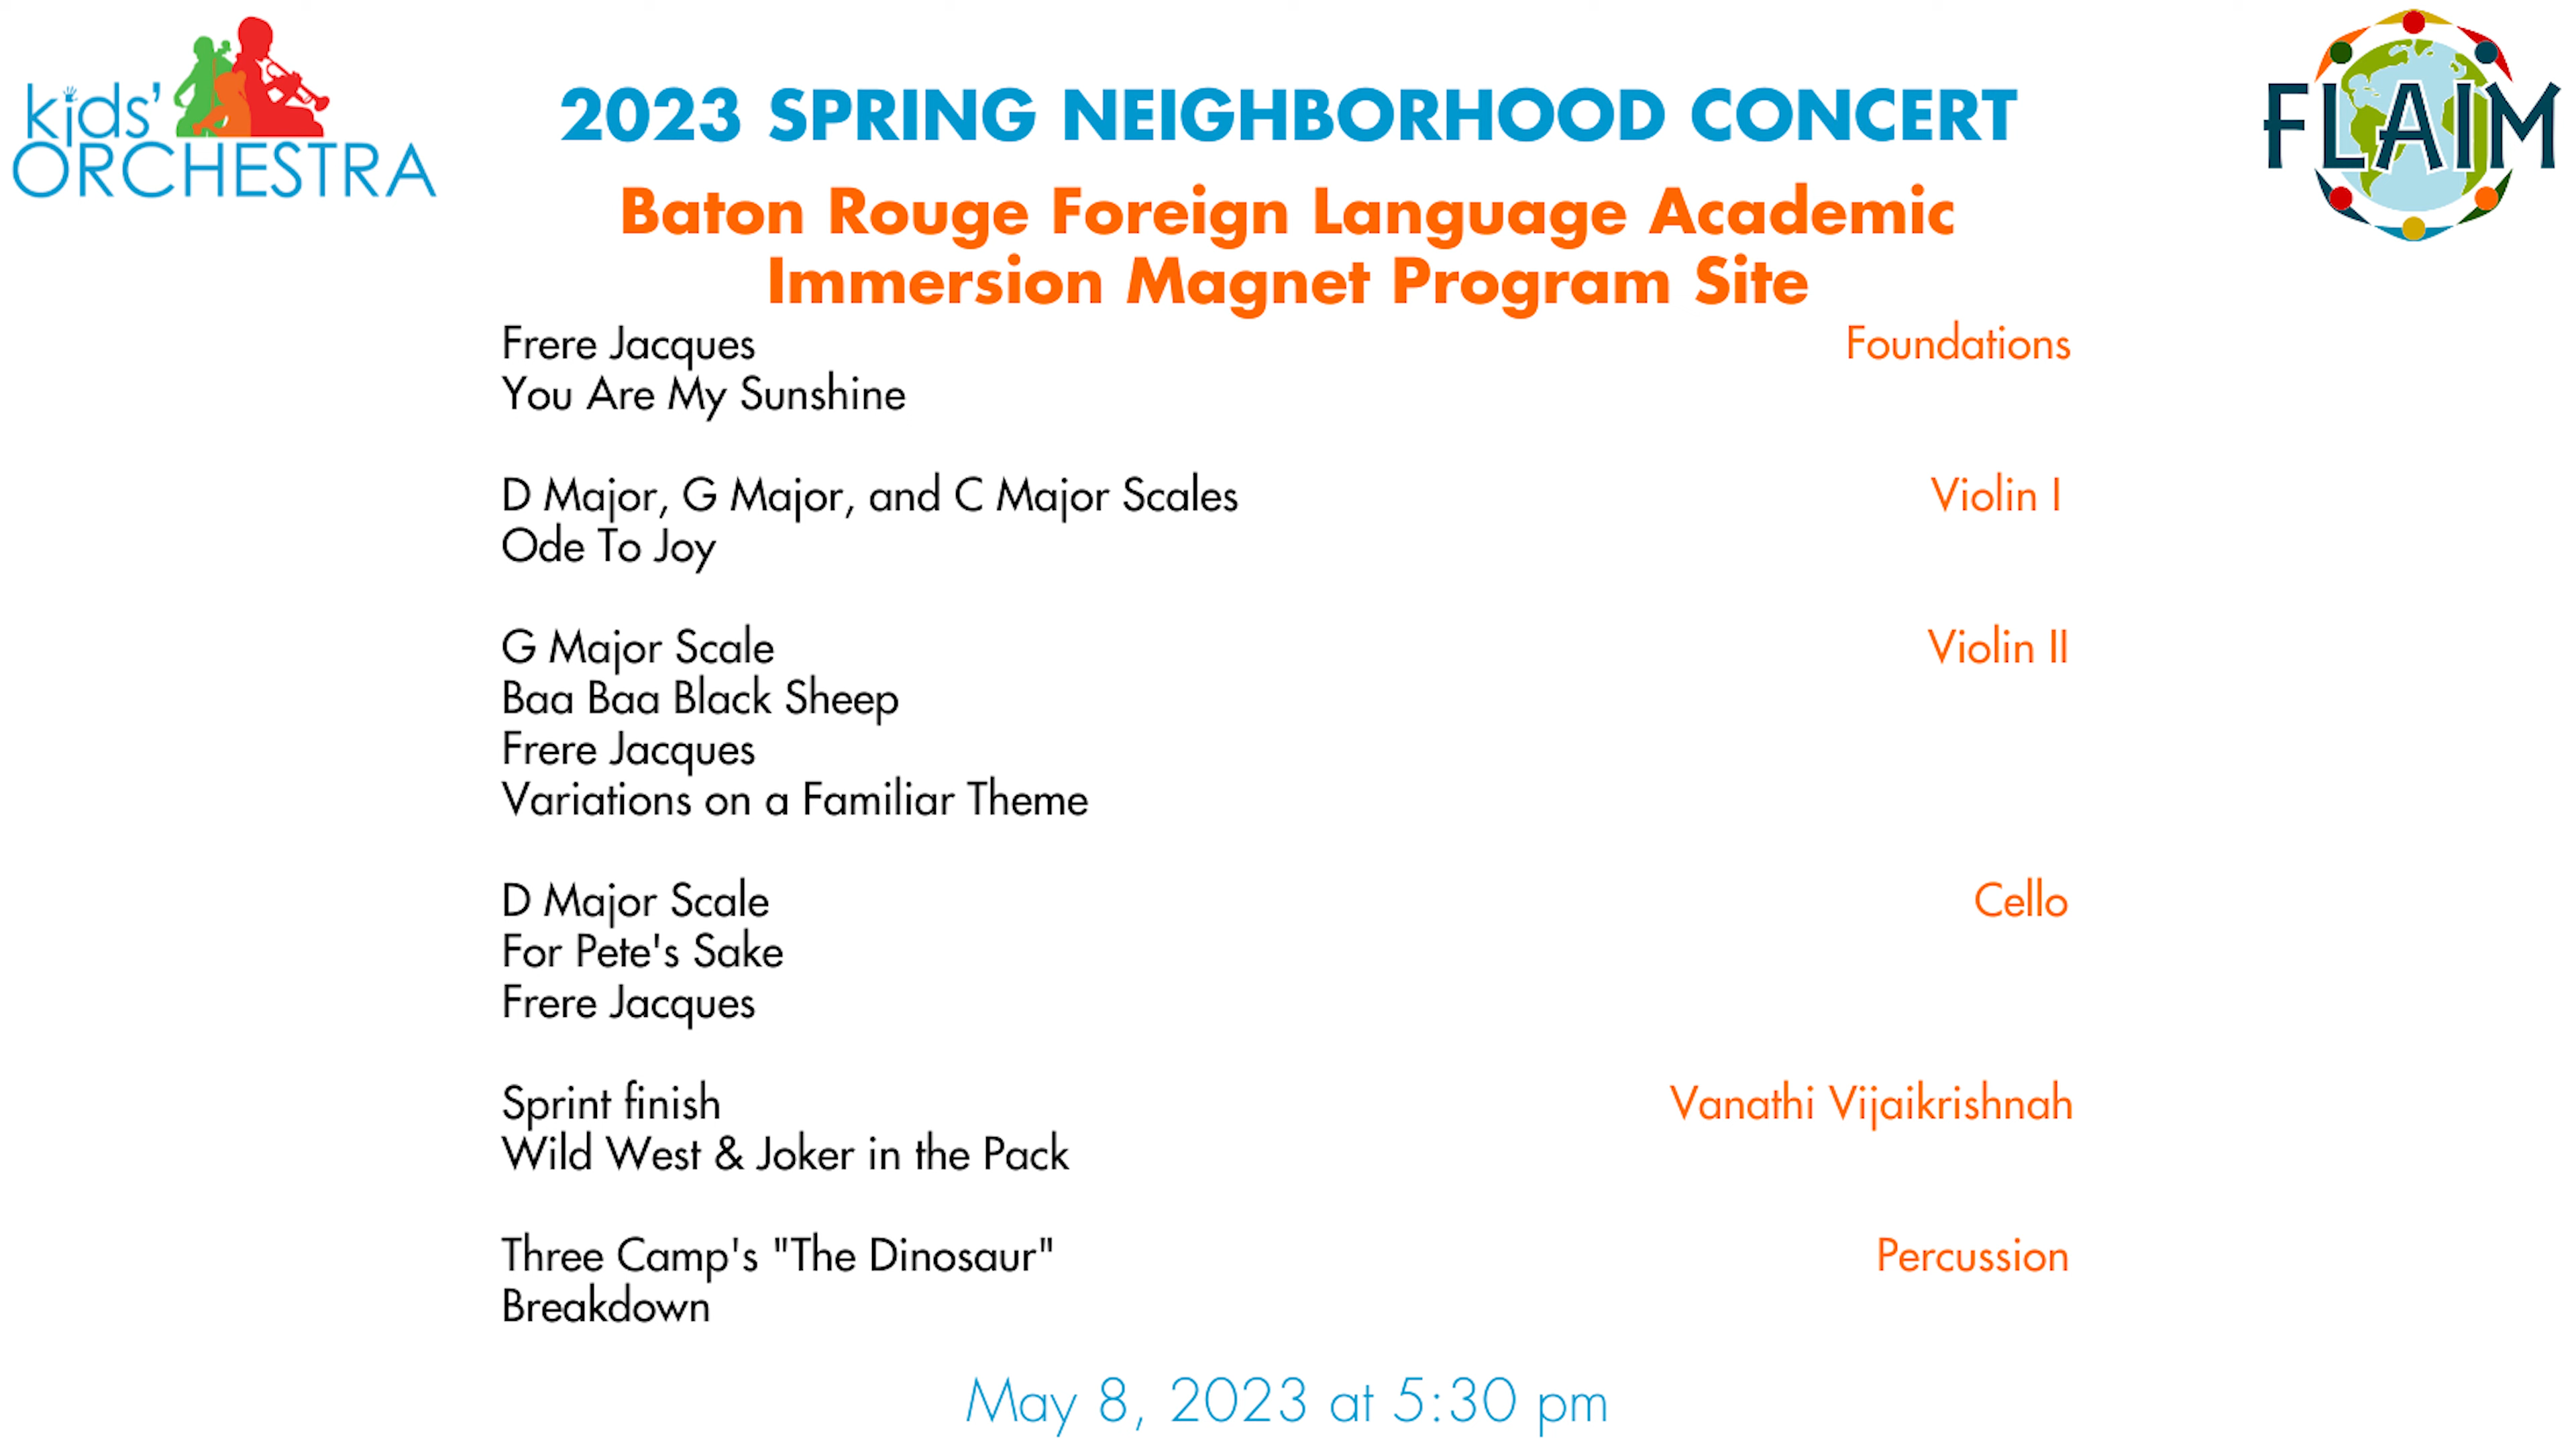 kids'
ORCHESTRA
FLAIM
2023 SPRING NEIGHBORHOOD CONCERT
Baton Rouge Foreign Language Academic
Immersion Magnet Program Site
Frere Jacques Foundations
You Are My Sunshine
D Major, G Major, and C Major Scales Violin I
Ode To Joy
G Major Scale Violin II
Baa Baa Black Sheep
Frere Jacques
Variations on a Familiar Theme
D Major Scale Cello
For Pete's Sake
Frere Jacques
Sprint finish Vanathi Vijaikrishnah
Wild West & Joker in the Pack
Three Camp's "The Dinosaur" Percussion
Breakdown
May 8, 2023 at 5:30 pm